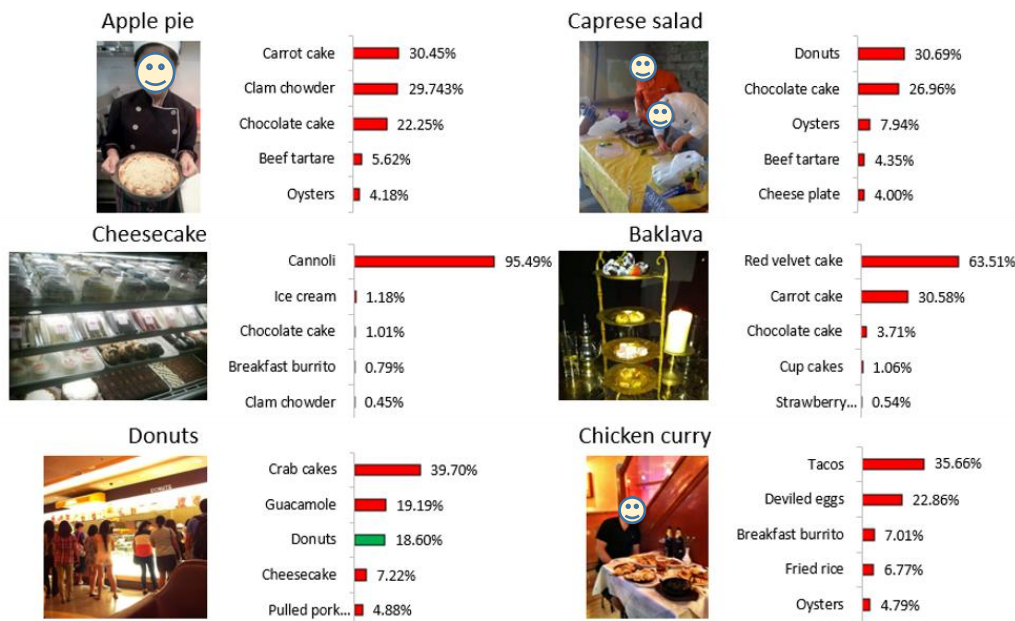 Apple pie
Carrot cake 30.45%
Clam chowder 29.743%
Chocolate cake 22.25%
Beef tartare 5.62%
Oysters 4.18%
Caprese salad
Donuts 30.69%
Chocolate cake 26.96%
Oysters 7.94%
Beef tartare 4.35%
Cheese plate 4.00%
Cheesecake
Cannoli 95.49%
Ice cream 1.18%
Chocolate cake 1.01%
Breakfast burrito 0.79%
Clam chowder 0.45%
Baklava
Red velvet cake 63.51%
Carrot cake 30.58%
Chocolate cake 3.71%
Cup cakes 1.06%
Strawberry... 0.54%
Donuts
DONUTS
Crab cakes 39.70%
Guacamole 19.19%
Donuts 18.60%
Cheesecake 7.22%
Pulled pork... 4.88%
Chicken curry
Tacos 35.66%
Deviled eggs 22.86%
Breakfast burrito 7.01%
Fried rice 6.77%
Oysters 4.79%